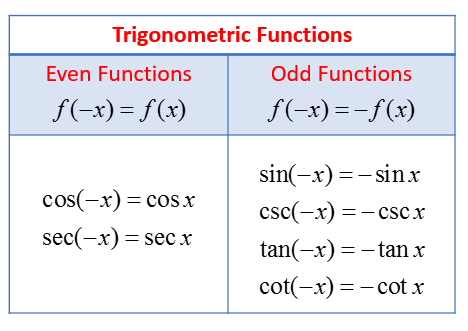 Trigonometric Functions
Even Functions
f(−x) = f(x)
Odd Functions
f(−x) = −f(x)
cos(−x) = cos x
sec(−x) = sec x
sin(−x) = − sin x
csc(−x) = − csc x
tan(−x) = − tan x
cot(−x) = − cot x